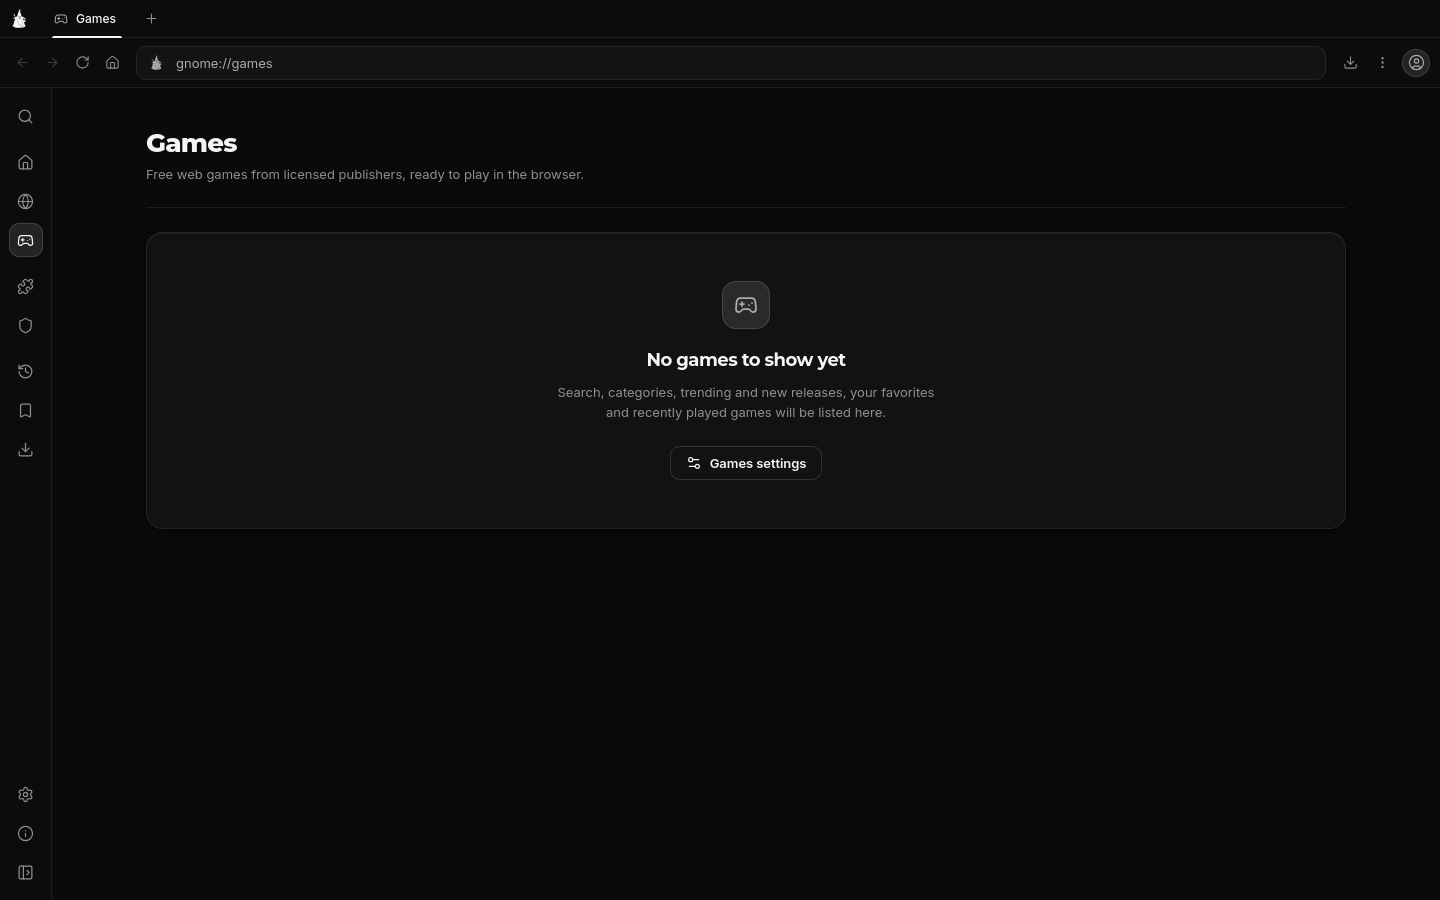 Games
gnome://games
Games
Free web games from licensed publishers, ready to play in the browser.
No games to show yet
Search, categories, trending and new releases, your favorites
and recently played games will be listed here.
Games settings